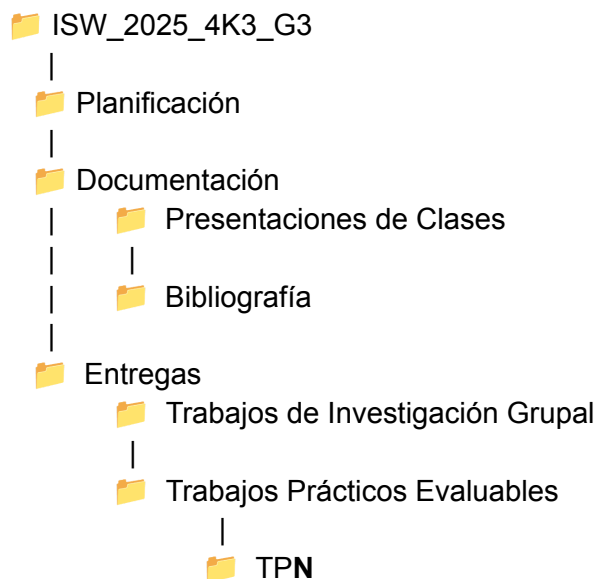 ISW_2025_4K3_G3
Planificación
Documentación
Presentaciones de Clases
Bibliografía
Entregas
Trabajos de Investigación Grupal
Trabajos Prácticos Evaluables
TPN